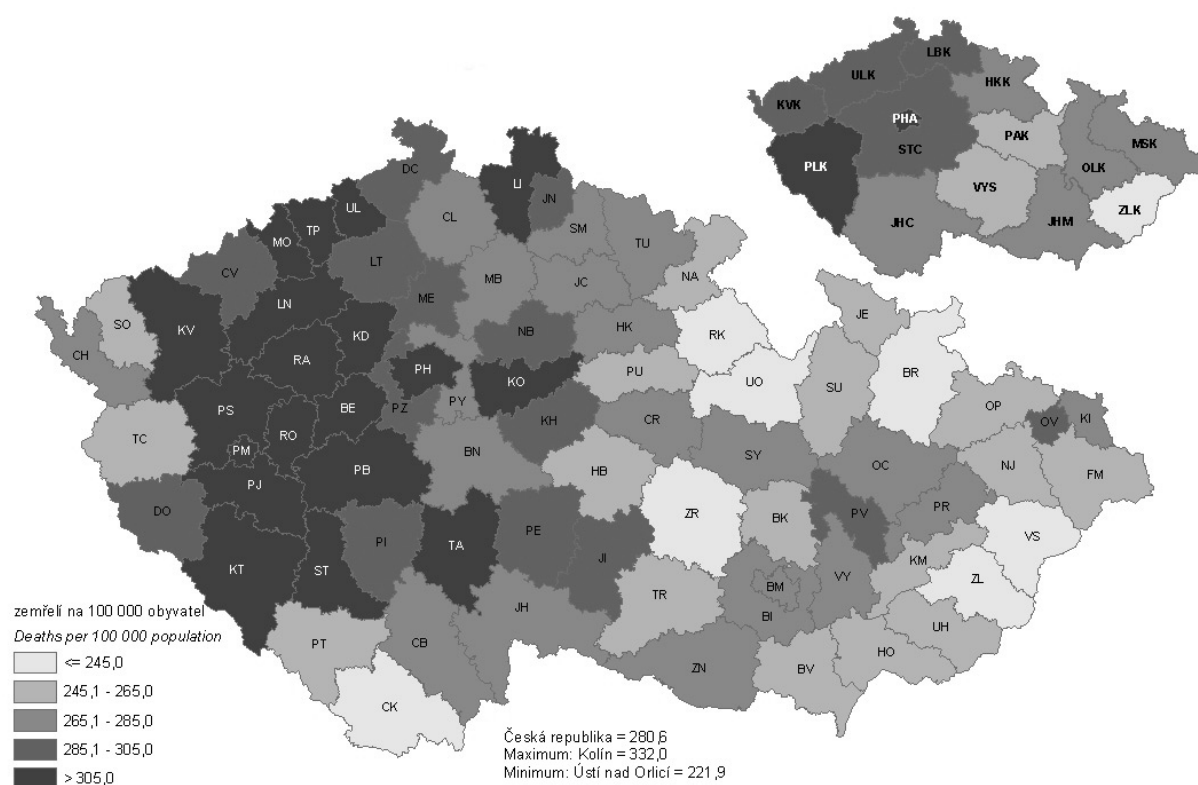 LBK
ULK
HKK
KVK
PHA
PAK
MSK
STC
OLK
PLK
VYS
ZLK
JHC
JHM
DC
LI
UL
JN
TP
CL
SM
MO
TU
LT
CV
NA
MB
JC
ME
LN
SO
KV
NB
HK
KD
RK
JE
CH
RA
PH
KO
PU
UO
SU
BR
PS
BE
PZ
PY
OP
OV
KI
RO
KH
CR
TC
PM
BN
SY
OC
NJ
FM
PB
HB
PJ
DO
ZR
BK
PV
PR
PI
TA
PE
VS
JI
KM
KT
ST
VY
ZL
BM
TR
JH
BI
UH
PT
CB
HO
ZN
BV
CK
zemřelí na 100 000 obyvatel
Deaths per 100 000 population
<= 245,0
245,1 - 265,0
265,1 - 285,0
285,1 - 305,0
> 305,0
Česká republika = 280,6
Maximum: Kolín = 332,0
Minimum: Ústí nad Orlicí = 221,9